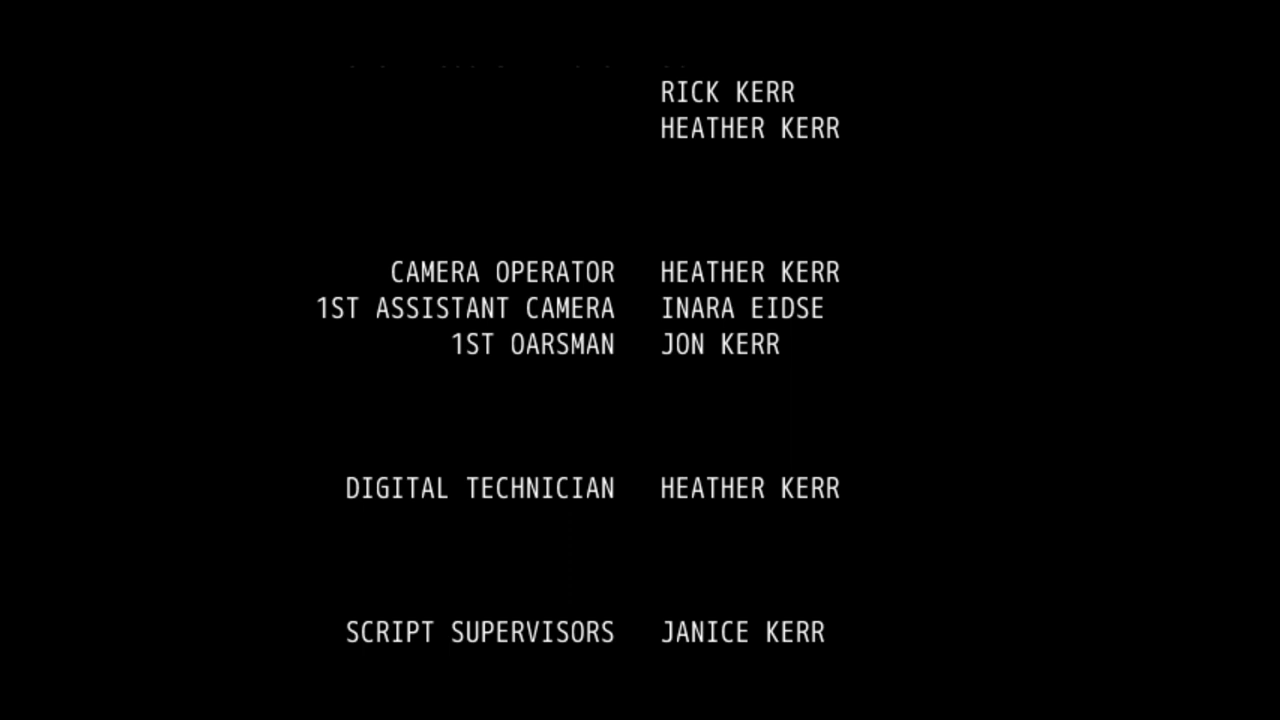 RICK KERR
HEATHER KERR
CAMERA OPERATOR HEATHER KERR
1ST ASSISTANT CAMERA INARA EIDSE
1ST OARSMAN JON KERR
DIGITAL TECHNICIAN HEATHER KERR
SCRIPT SUPERVISORS JANICE KERR